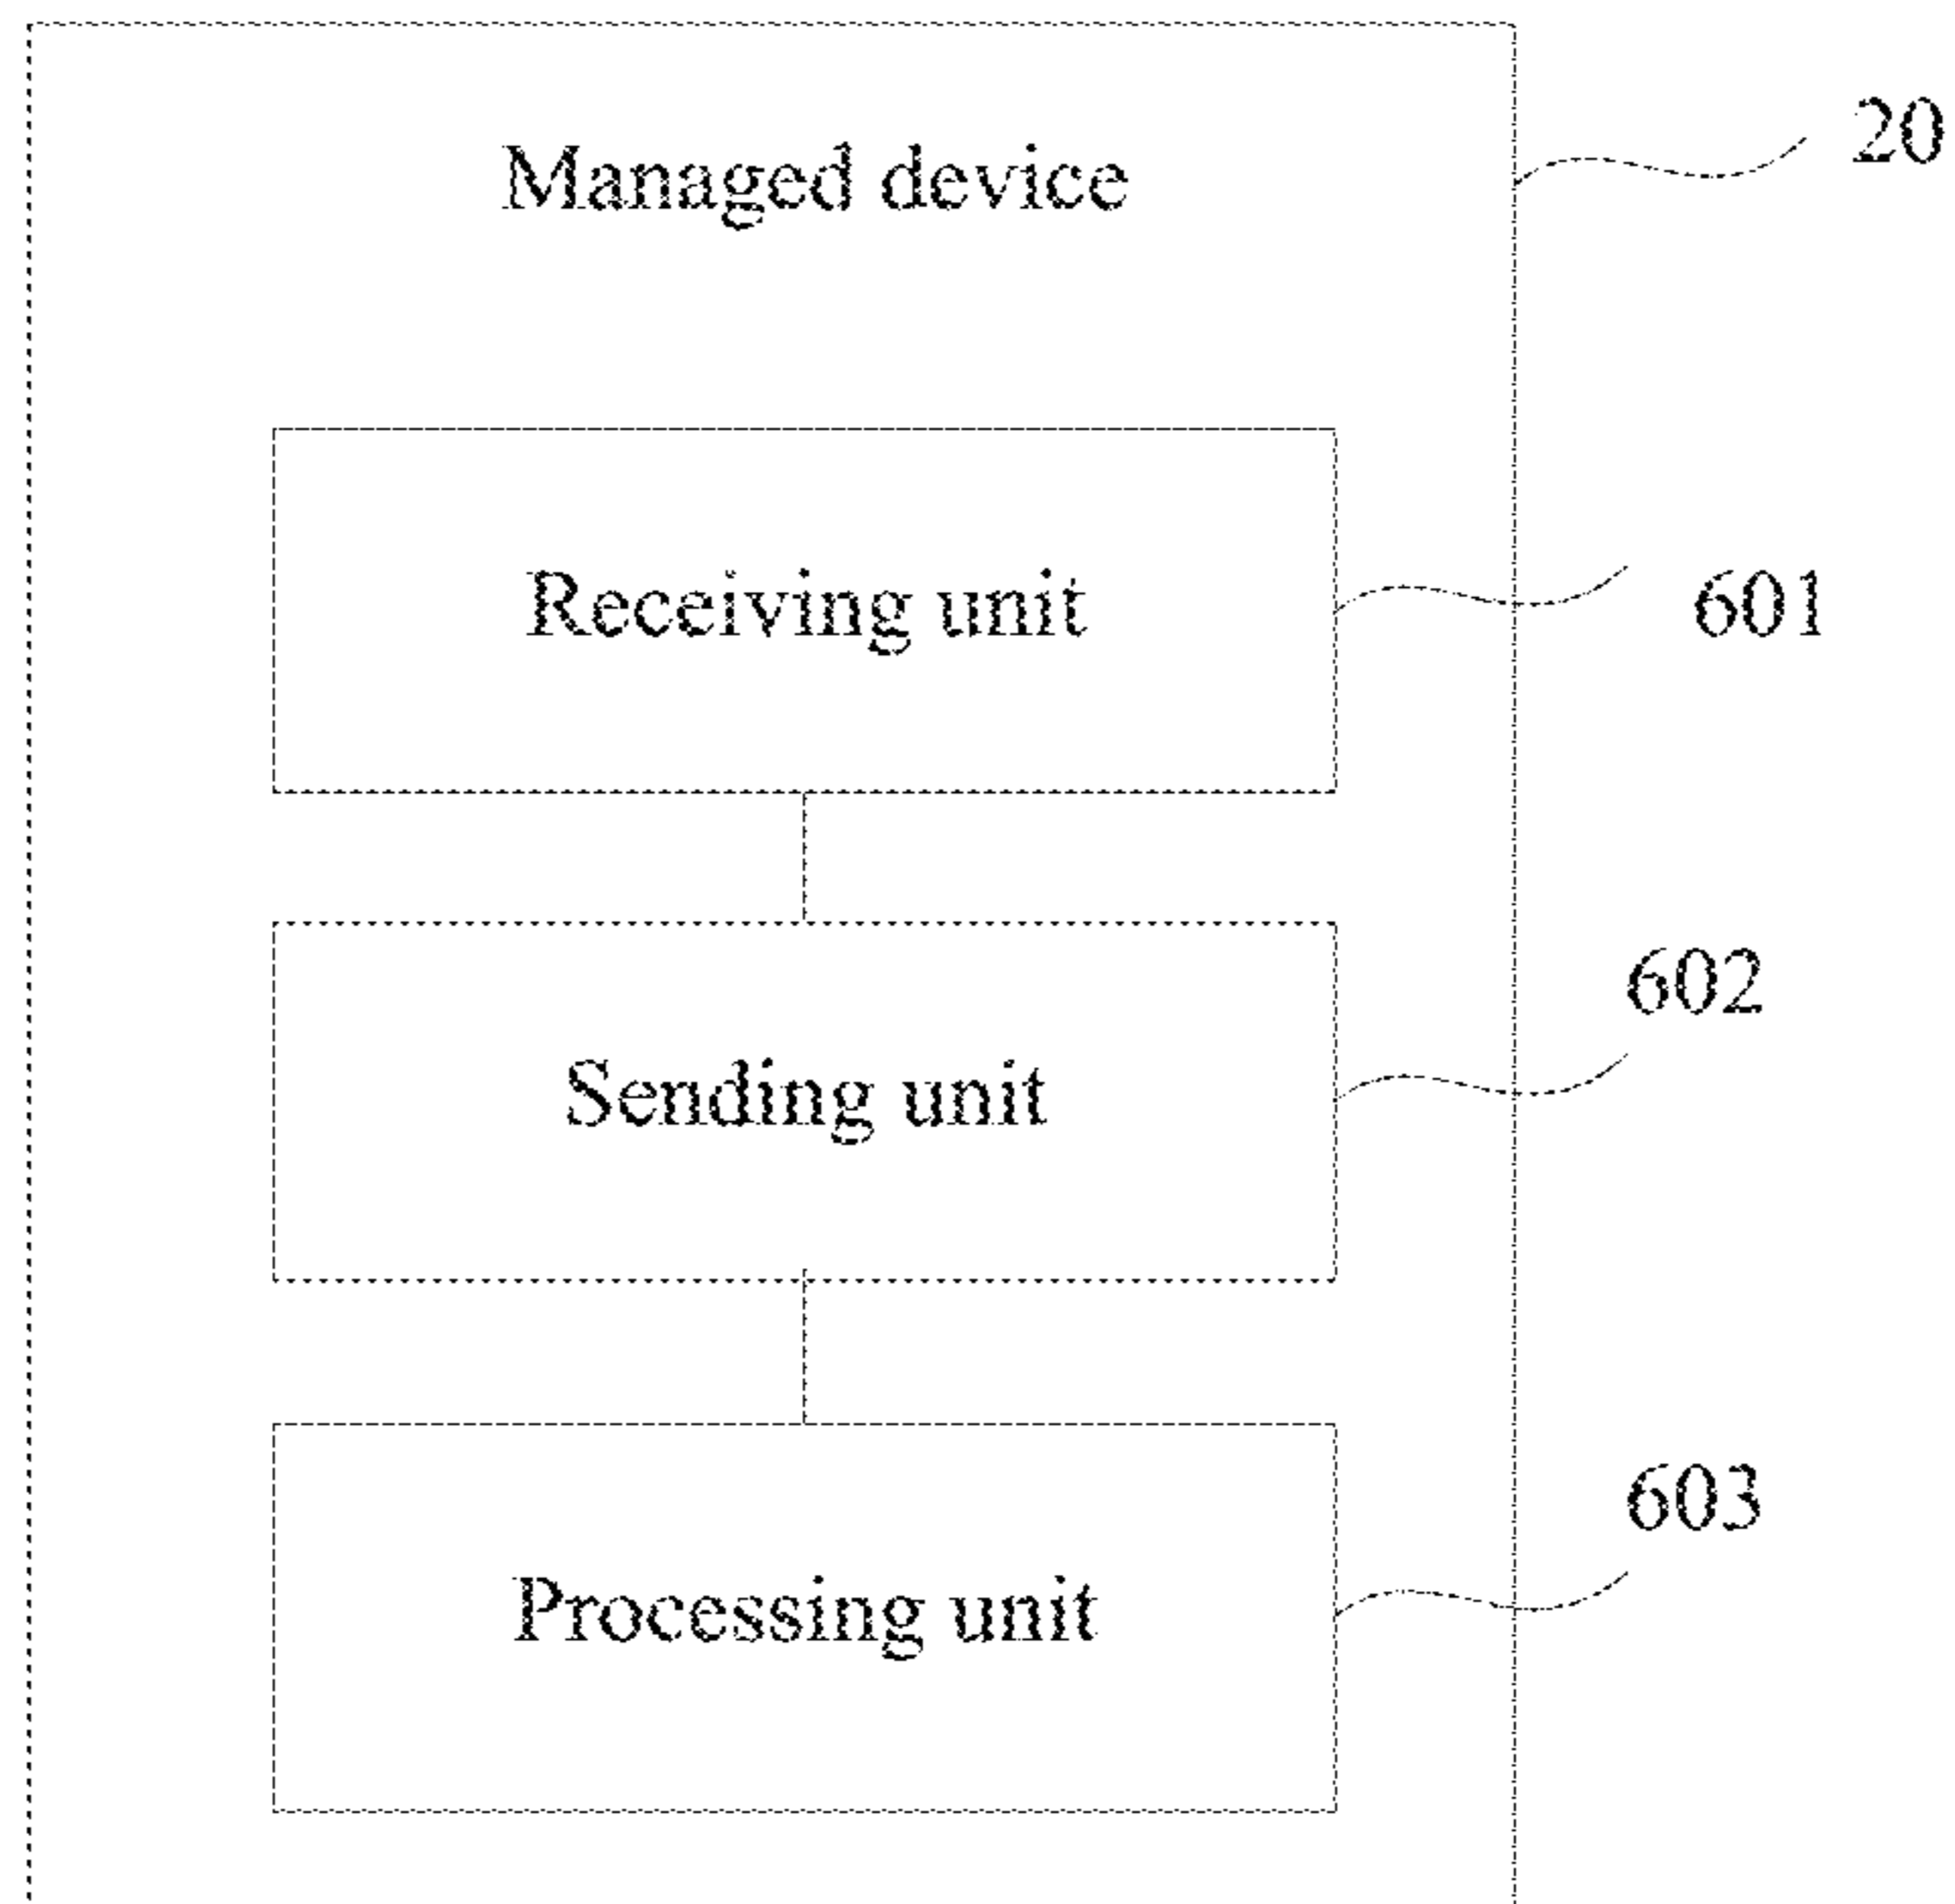 Managed device
20
Receiving unit
601
Sending unit
602
Processing unit
603